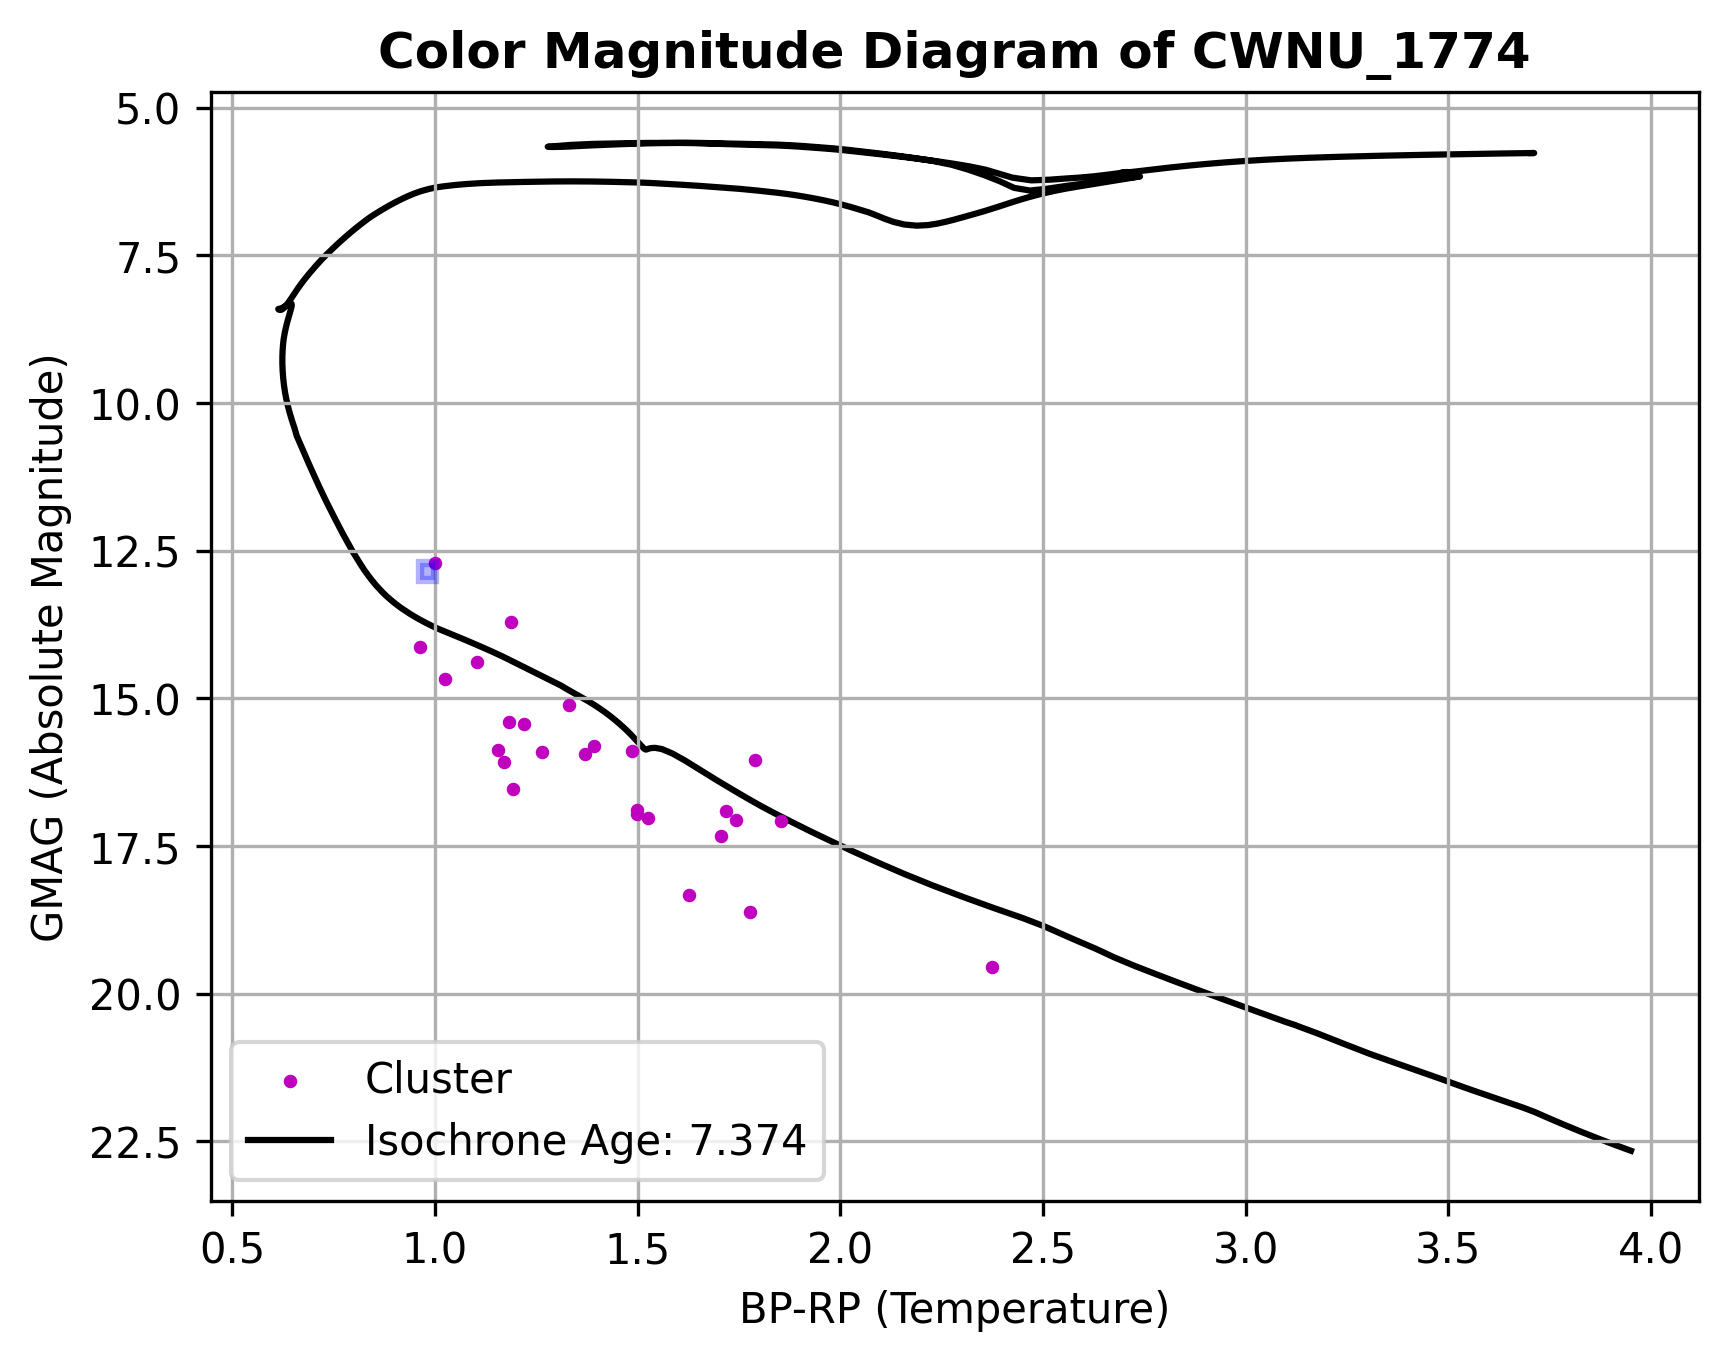 Color Magnitude Diagram of CWNU_1774
GMAG (Absolute Magnitude)
5.0
7.5
10.0
12.5
15.0
17.5
20.0
22.5
Cluster
Isochrone Age: 7.374
0.5 1.0 1.5 2.0 2.5 3.0 3.5 4.0
BP-RP (Temperature)